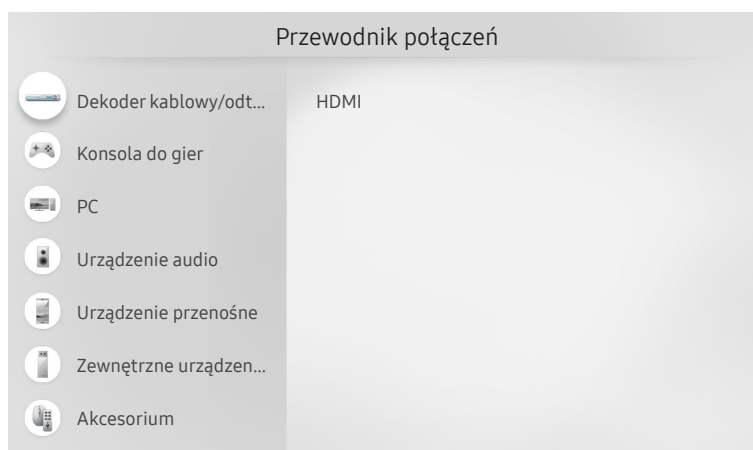 Przewodnik połączeń
Dekoder kablowy/odt...
HDMI
Konsola do gier
PC
Urządzenie audio
Urządzenie przenośne
Zewnętrzne urządzen...
Akcesorium